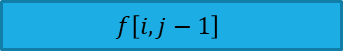 f[i, j − 1]